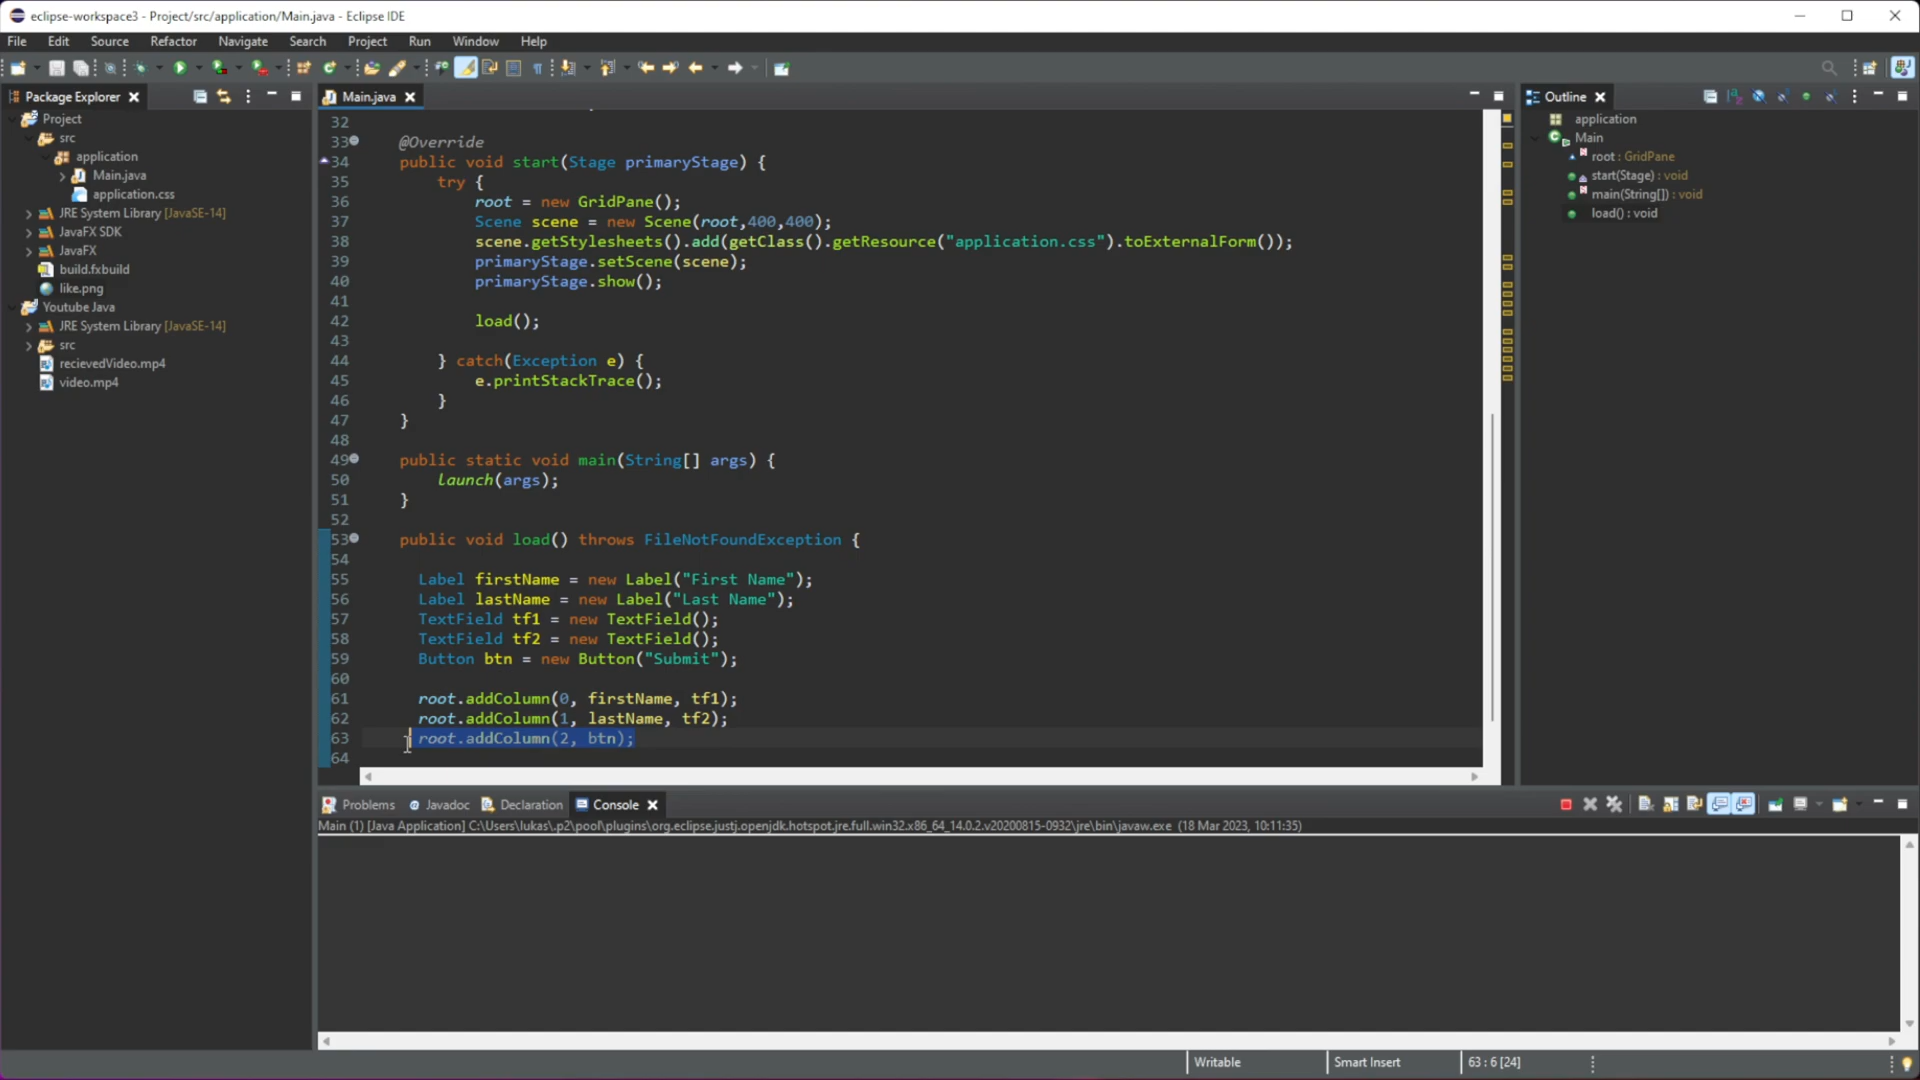 eclipse-workspace3 - Project/src/application/Main.java - Eclipse IDE
File Edit Source Refactor Navigate Search Project Run Window Help
Package Explorer
Main.java
Outline
Project
src
application
Main.java
application.css
JRE System Library [JavaSE-14]
JavaFX SDK
JavaFX
build.fxbuild
like.png
Youtube Java
JRE System Library [JavaSE-14]
src
recievedVideo.mp4
video.mp4
32
33 @Override
34 public void start(Stage primaryStage) {
35 try {
36 root = new GridPane();
37 Scene scene = new Scene(root,400,400);
38 scene.getStylesheets().add(getClass().getResource("application.css").toExternalForm());
39 primaryStage.setScene(scene);
40 primaryStage.show();
41
42 load();
43
44 } catch(Exception e) {
45 e.printStackTrace();
46 }
47 }
48
49 public static void main(String[] args) {
50 launch(args);
51 }
52
53 public void load() throws FileNotFoundException {
54
55 Label firstName = new Label("First Name");
56 Label lastName = new Label("Last Name");
57 TextField tf1 = new TextField();
58 TextField tf2 = new TextField();
59 Button btn = new Button("Submit");
60
61 root.addColumn(0, firstName, tf1);
62 root.addColumn(1, lastName, tf2);
63 root.addColumn(2, btn);
64
application
Main
root : GridPane
start(Stage) : void
main(String[]) : void
load() : void
Problems Javadoc Declaration Console
Main (1) [Java Application] C:\Users\lukas\.p2\pool\plugins\org.eclipse.justj.openjdk.hotspot.jre.full.win32.x86_64_14.0.2.v20200815-0932\jre\bin\javaw.exe (18 Mar 2023, 10:11:35)
Writable Smart Insert 63 : 6 [24]